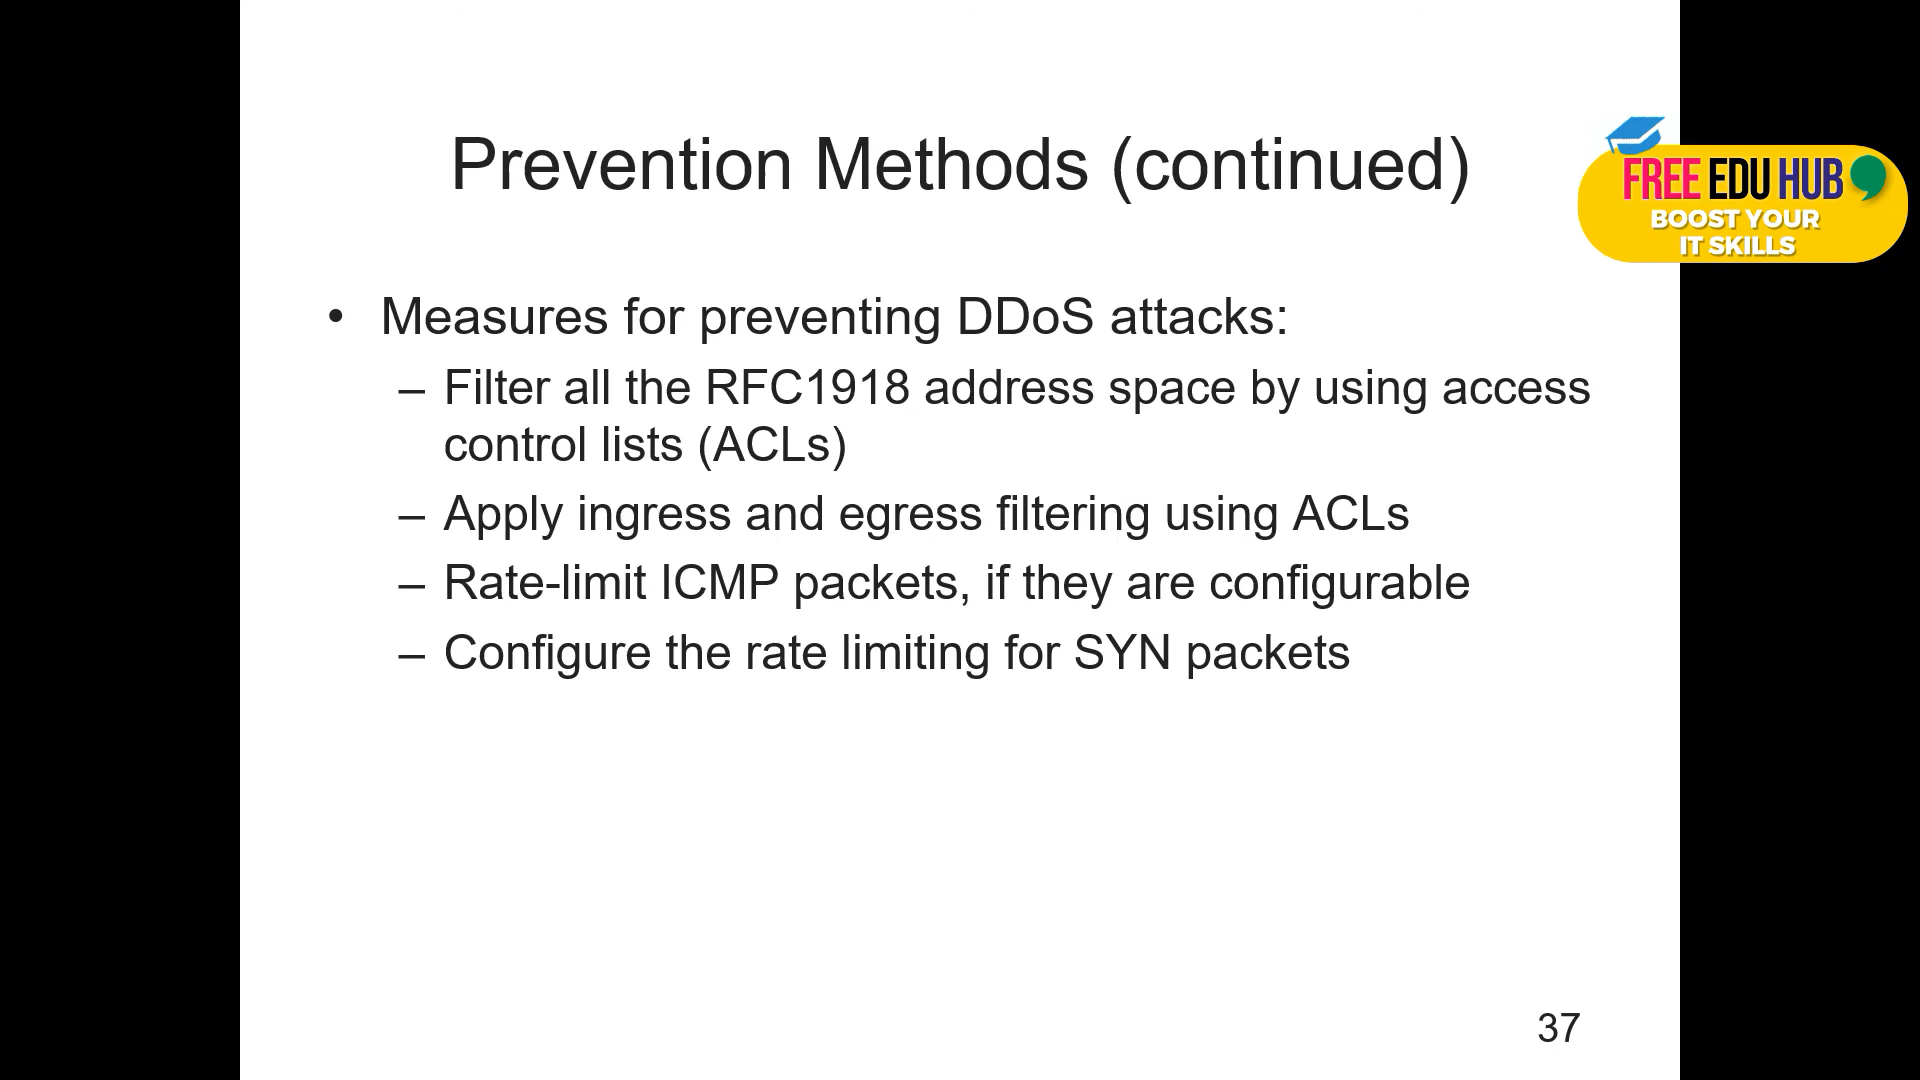 Prevention Methods (continued)
FREE EDU HUB
BOOST YOUR
IT SKILLS
• Measures for preventing DDoS attacks:
– Filter all the RFC1918 address space by using access
control lists (ACLs)
– Apply ingress and egress filtering using ACLs
– Rate-limit ICMP packets, if they are configurable
– Configure the rate limiting for SYN packets
37